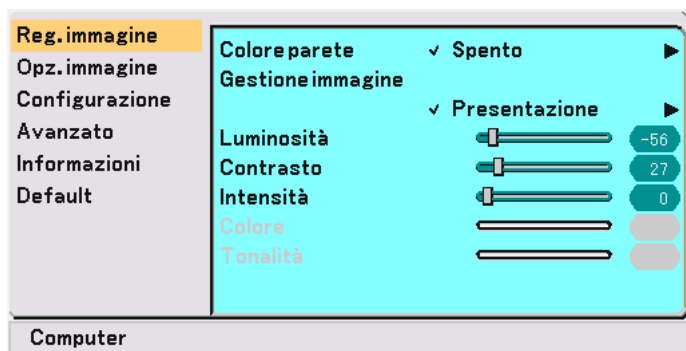 Reg.immagine
Opz.immagine
Configurazione
Avanzato
Informazioni
Default
Colore parete ✓ Spento
Gestione immagine
✓ Presentazione
Luminosità -56
Contrasto 27
Intensità 0
Colore
Tonalità
Computer